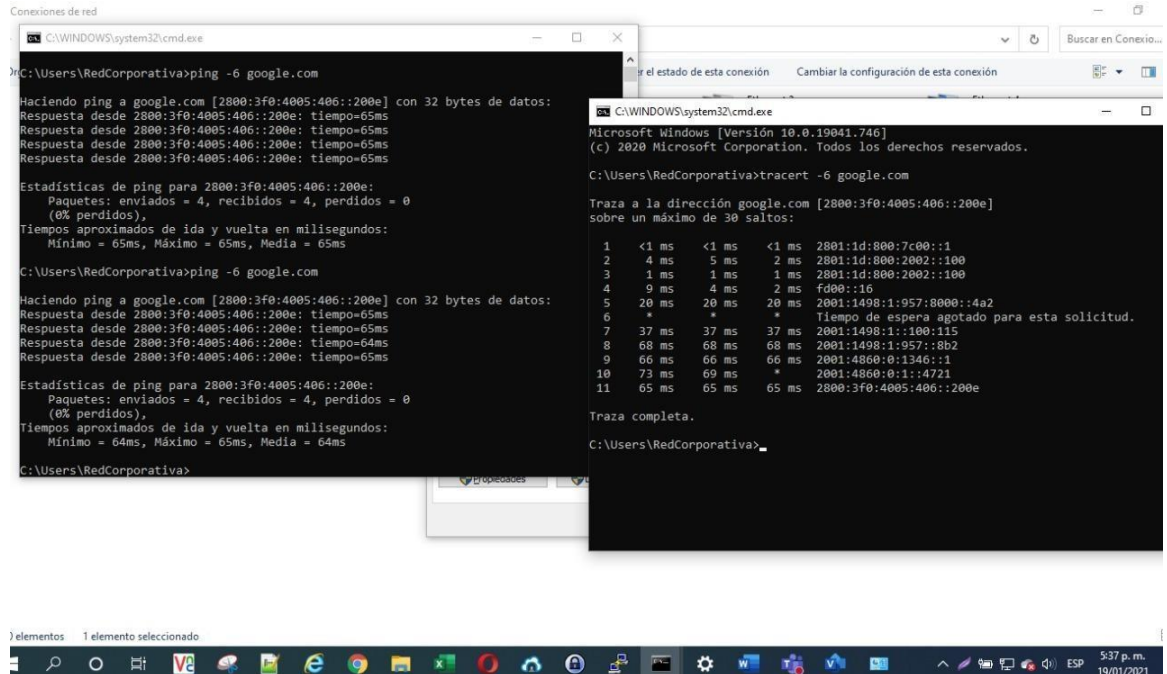 Conexiones de red
C:\WINDOWS\system32\cmd.exe
Buscar en Conexio...
C:\Users\RedCorporativa>ping -6 google.com
Haciendo ping a google.com [2800:3f0:4005:406::200e] con 32 bytes de datos:
Respuesta desde 2800:3f0:4005:406::200e: tiempo=65ms
Respuesta desde 2800:3f0:4005:406::200e: tiempo=65ms
Respuesta desde 2800:3f0:4005:406::200e: tiempo=65ms
Respuesta desde 2800:3f0:4005:406::200e: tiempo=65ms
Estadísticas de ping para 2800:3f0:4005:406::200e:
Paquetes: enviados = 4, recibidos = 4, perdidos = 0
(0% perdidos),
Tiempos aproximados de ida y vuelta en milisegundos:
Mínimo = 65ms, Máximo = 65ms, Media = 65ms
C:\Users\RedCorporativa>ping -6 google.com
Haciendo ping a google.com [2800:3f0:4005:406::200e] con 32 bytes de datos:
Respuesta desde 2800:3f0:4005:406::200e: tiempo=65ms
Respuesta desde 2800:3f0:4005:406::200e: tiempo=65ms
Respuesta desde 2800:3f0:4005:406::200e: tiempo=64ms
Respuesta desde 2800:3f0:4005:406::200e: tiempo=65ms
Estadísticas de ping para 2800:3f0:4005:406::200e:
Paquetes: enviados = 4, recibidos = 4, perdidos = 0
(0% perdidos),
Tiempos aproximados de ida y vuelta en milisegundos:
Mínimo = 64ms, Máximo = 65ms, Media = 64ms
C:\Users\RedCorporativa>
er el estado de esta conexión Cambiar la configuración de esta conexión
C:\WINDOWS\system32\cmd.exe
Microsoft Windows [Versión 10.0.19041.746]
(c) 2020 Microsoft Corporation. Todos los derechos reservados.
C:\Users\RedCorporativa>tracert -6 google.com
Traza a la dirección google.com [2800:3f0:4005:406::200e]
sobre un máximo de 30 saltos:
1 <1 ms <1 ms <1 ms 2801:1d:800:7c00::1
2 4 ms 5 ms 2 ms 2801:1d:800:2002::100
3 1 ms 1 ms 1 ms 2801:1d:800:2002::100
4 9 ms 4 ms 2 ms fd00::16
5 20 ms 20 ms 20 ms 2001:1498:1:957:8000::4a2
6 * * * Tiempo de espera agotado para esta solicitud.
7 37 ms 37 ms 37 ms 2001:1498:1::100:115
8 68 ms 68 ms 68 ms 2001:1498:1:957::8b2
9 66 ms 66 ms 66 ms 2001:4860:0:1346::1
10 73 ms 69 ms * 2001:4860:0:1::4721
11 65 ms 65 ms 65 ms 2800:3f0:4005:406::200e
Traza completa.
C:\Users\RedCorporativa>
Propiedades
elementos 1 elemento seleccionado
ESP 5:37 p. m.
19/01/2021